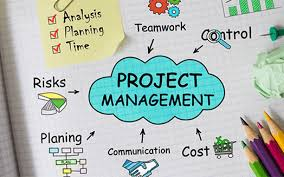 Analysis
Planning
Time
Teamwork
Control
Risks
PROJECT
MANAGEMENT
Planing
Communication
Cost